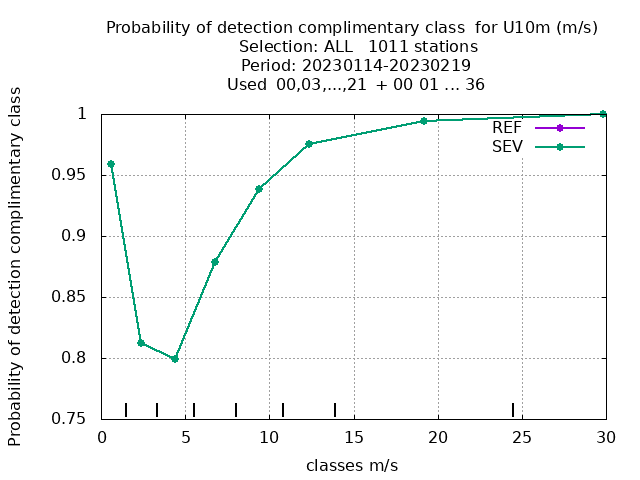 Probability of detection complimentary class  for U10m (m/s)
Selection: ALL   1011 stations
Period: 20230114-20230219
Used  00,03,...,21  + 00 01 ... 36
Probability of detection complimentary class
1
0.95
0.9
0.85
0.8
0.75
REF
SEV
0 5 10 15 20 25 30
classes m/s